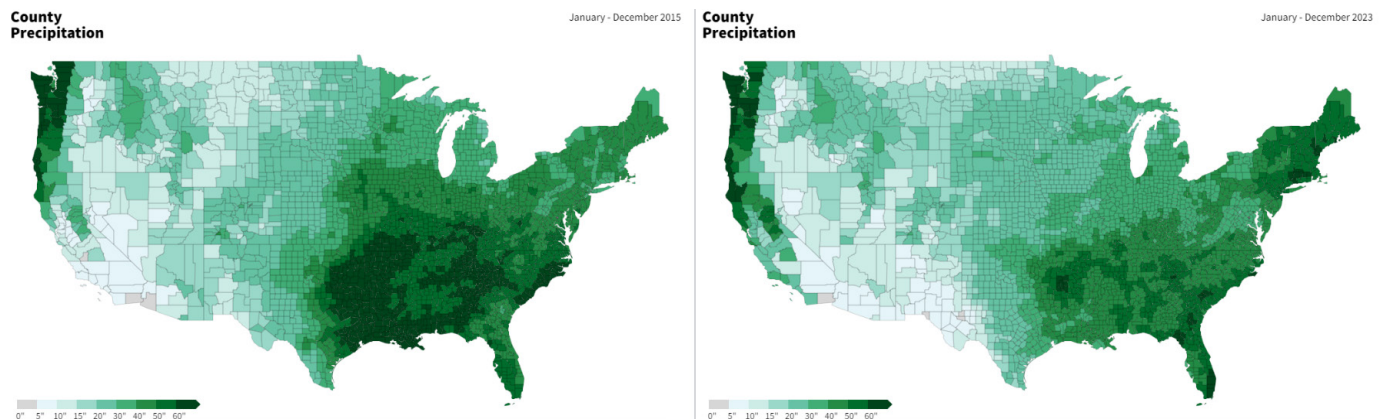 County
Precipitation
January - December 2015
0" 5" 10" 15" 20" 30" 40" 50" 60"
County
Precipitation
January - December 2023
0" 5" 10" 15" 20" 30" 40" 50" 60"